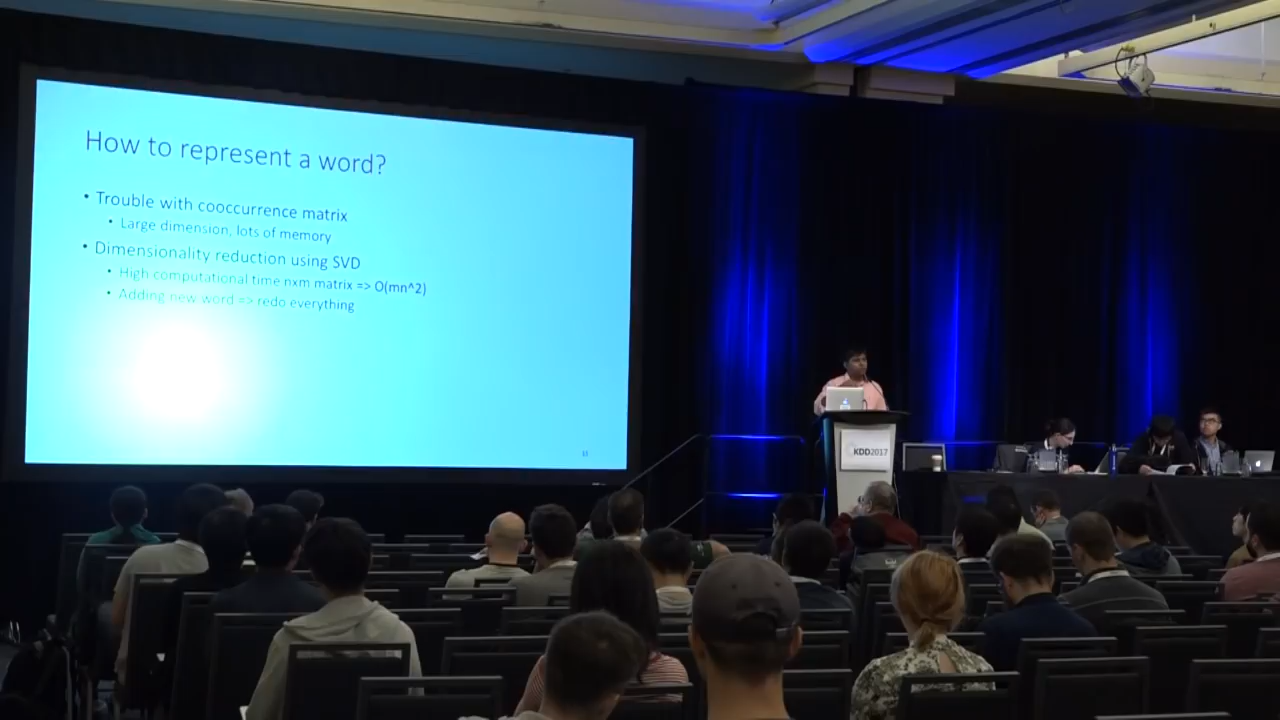 How to represent a word?
• Trouble with cooccurrence matrix
• Large dimension, lots of memory
• Dimensionality reduction using SVD
• High computational time nxm matrix => O(mn^2)
• Adding new word => redo everything
KDD2017